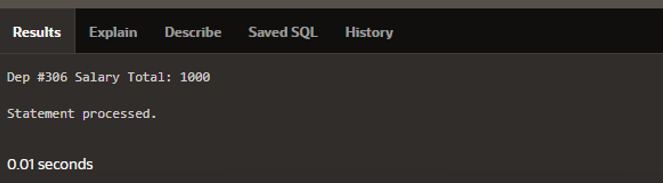 Results Explain Describe Saved SQL History
Dep #306 Salary Total: 1000
Statement processed.
0.01 seconds